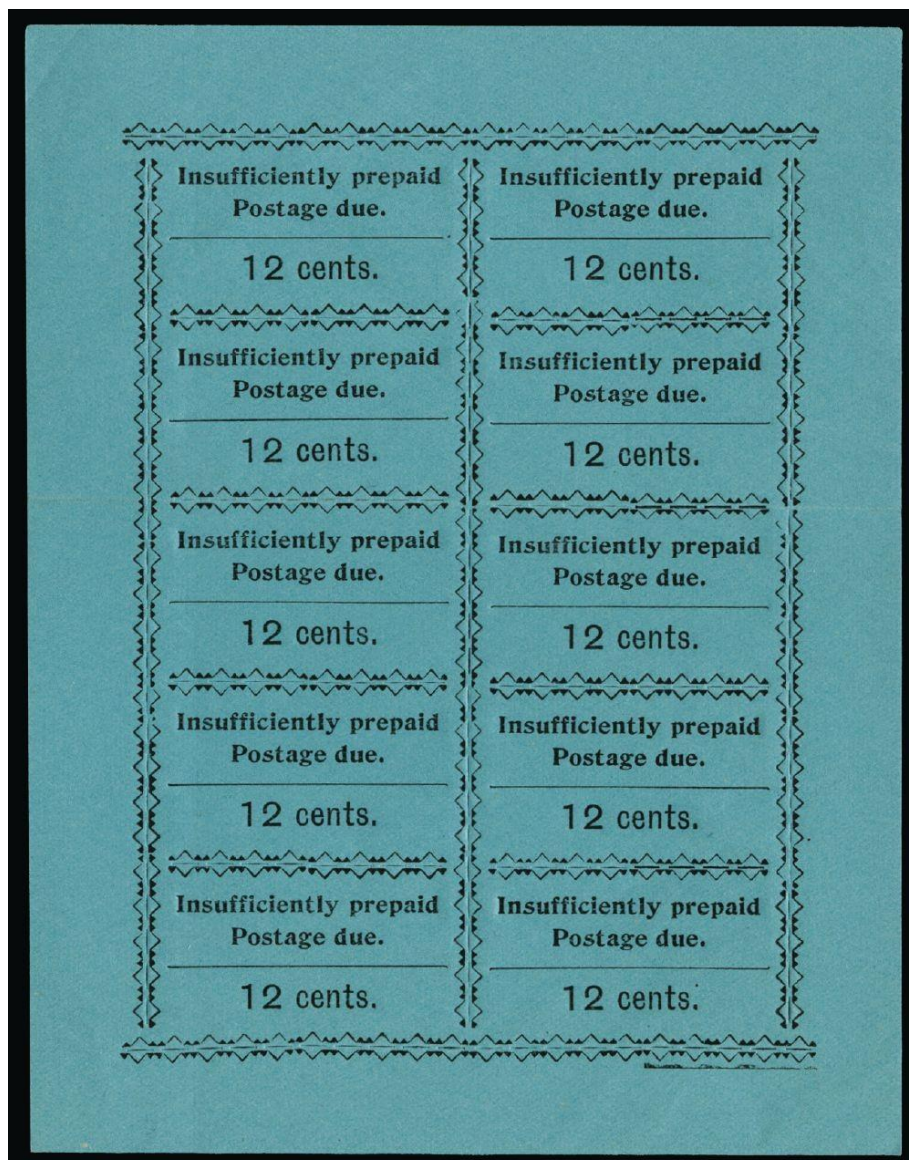 Insufficiently prepaid
Postage due.
12 cents.
Insufficiently prepaid
Postage due.
12 cents.
Insufficiently prepaid
Postage due.
12 cents.
Insufficiently prepaid
Postage due.
12 cents.
Insufficiently prepaid
Postage due.
12 cents.
Insufficiently prepaid
Postage due.
12 cents.
Insufficiently prepaid
Postage due.
12 cents.
Insufficiently prepaid
Postage due.
12 cents.
Insufficiently prepaid
Postage due.
12 cents.
Insufficiently prepaid
Postage due.
12 cents.